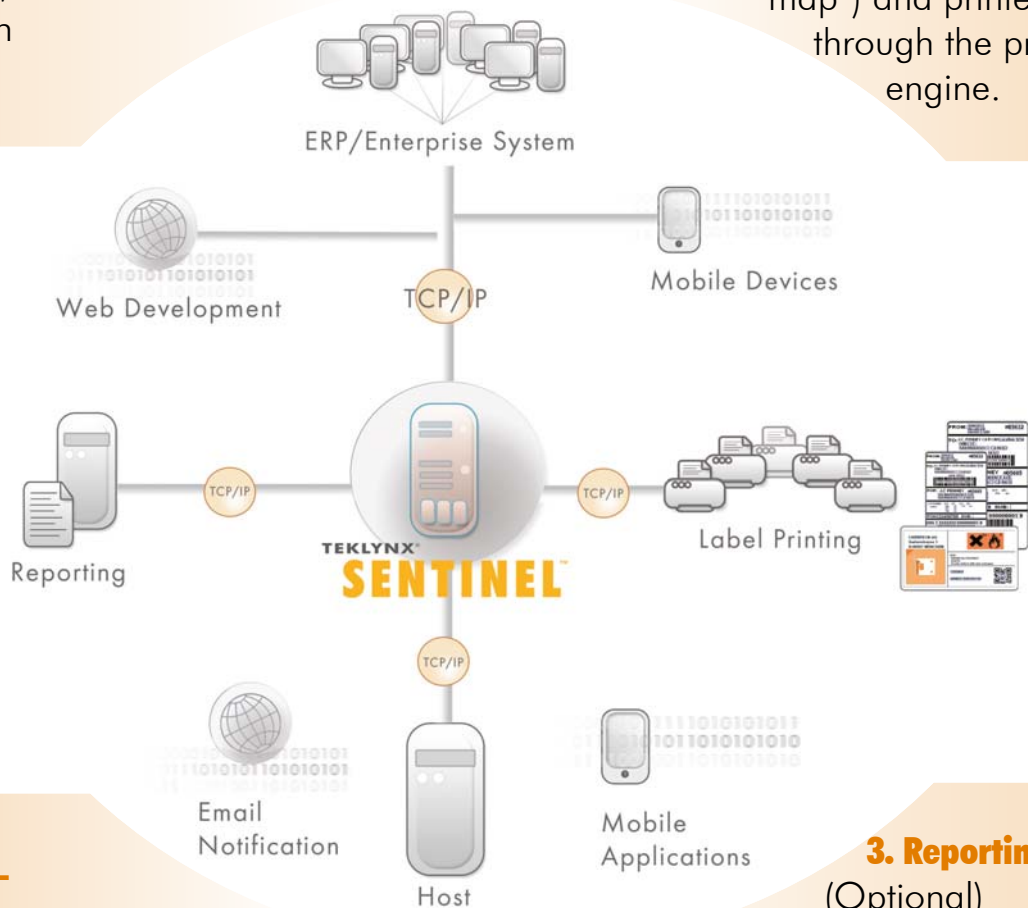 n
map") and printe
through the pr
engine.
ERP/Enterprise System
Web Development
Mobile Devices
TCP/IP
Reporting
TCP/IP
TEKLYNX®
SENTINEL™
TCP/IP
Label Printing
TCP/IP
Email
Notification
Host
Mobile
Applications
3. Reportin
(Optional)